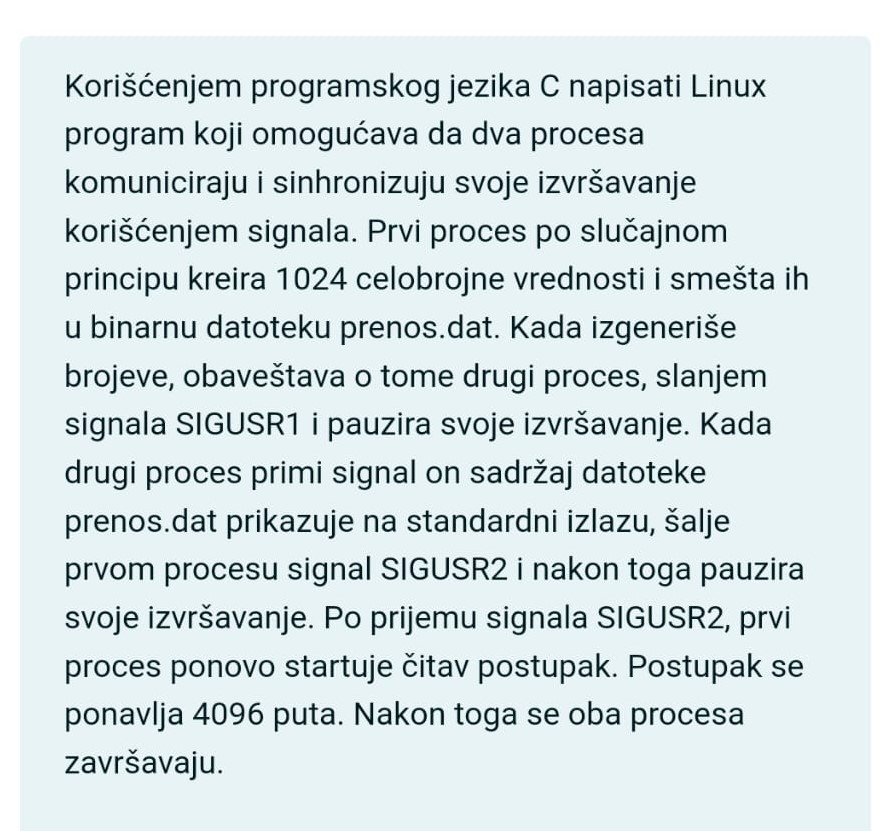 Korišćenjem programskog jezika C napisati Linux
program koji omogućava da dva procesa
komuniciraju i sinhronizuju svoje izvršavanje
korišćenjem signala. Prvi proces po slučajnom
principu kreira 1024 celobrojne vrednosti i smešta ih
u binarnu datoteku prenos.dat. Kada izgeneriše
brojeve, obaveštava o tome drugi proces, slanjem
signala SIGUSR1 i pauzira svoje izvršavanje. Kada
drugi proces primi signal on sadržaj datoteke
prenos.dat prikazuje na standardni izlazu, šalje
prvom procesu signal SIGUSR2 i nakon toga pauzira
svoje izvršavanje. Po prijemu signala SIGUSR2, prvi
proces ponovo startuje čitav postupak. Postupak se
ponavlja 4096 puta. Nakon toga se oba procesa
završavaju.